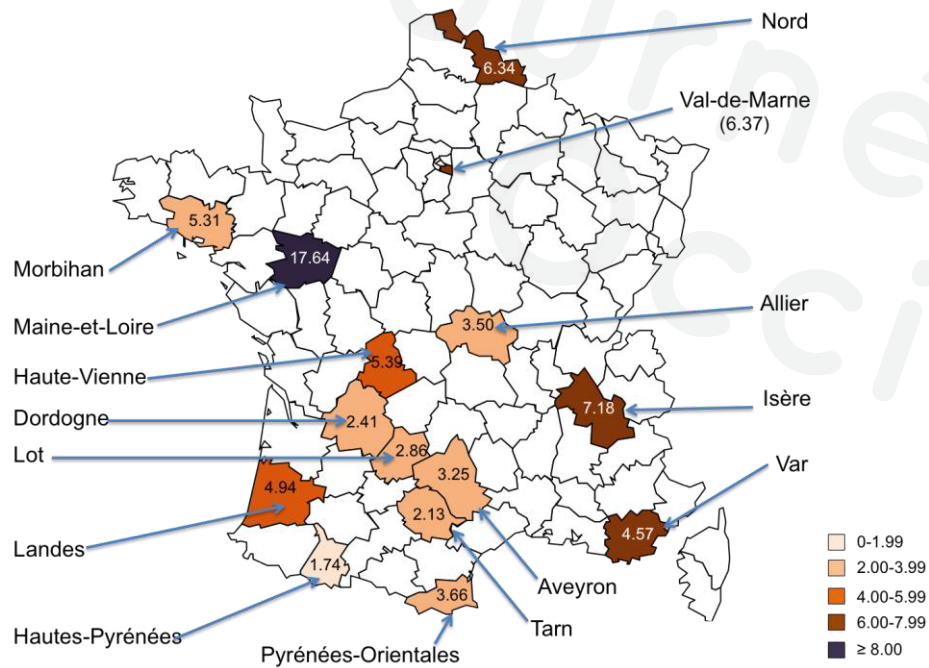 Nord
6.34
Val-de-Marne
(6.37)
5.31
Morbihan
17.64
Maine-et-Loire
Allier
3.50
Haute-Vienne
5.39
Isère
7.18
Dordogne
2.41
Lot
2.86
3.25
Var
4.94
2.13
4.57
Landes
1.74
Aveyron
3.66
Tarn
Hautes-Pyrénées
Pyrénées-Orientales
0-1.99
2.00-3.99
4.00-5.99
6.00-7.99
≥ 8.00